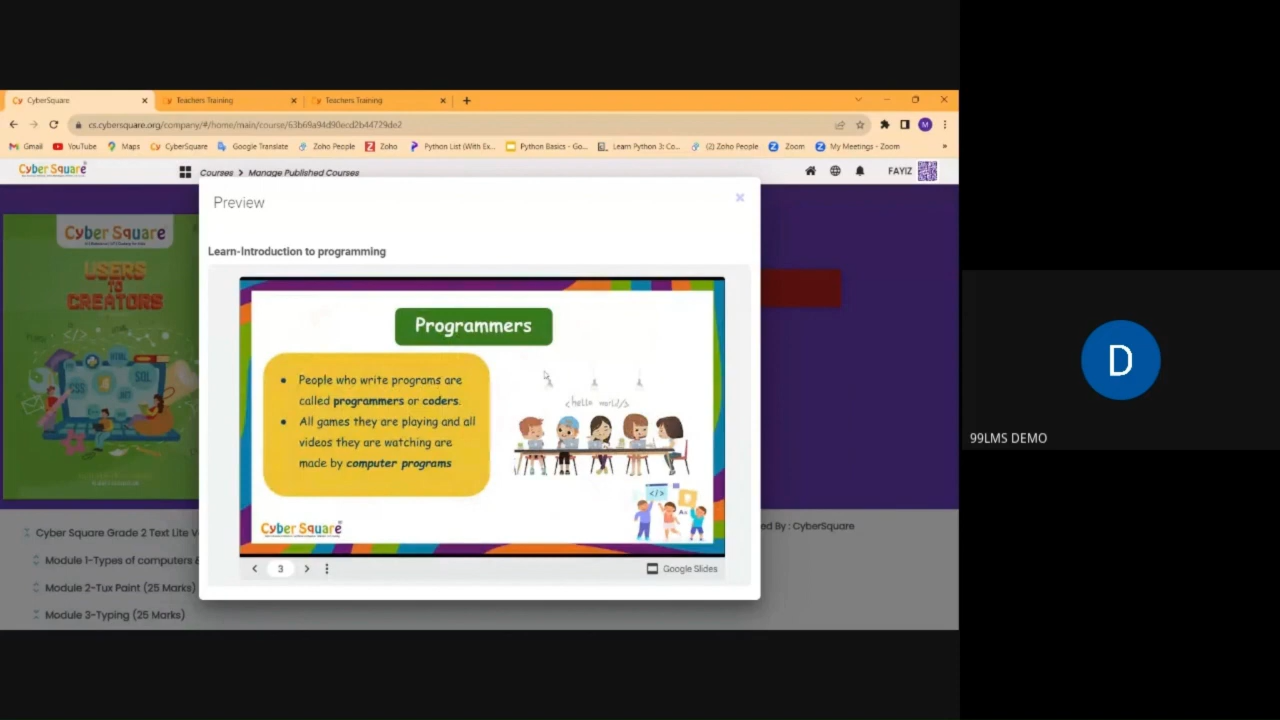 CyberSquare
Teachers Training
Teachers Training
cs.cybersquare.org/company/#/home/main/course/63b69a94d90ecd2b44729de2
M
Gmail YouTube Maps CyberSquare Google Translate Zoho People Zoho Python List (With Ex... Python Basics - Go... Learn Python 3: Co... (2) Zoho People Zoom My Meetings - Zoom »
Cyber Square
Courses > Manage Published Courses
FAYIZ
Preview
Learn-Introduction to programming
Programmers
• People who write programs are
called programmers or coders.
• All games they are playing and all
videos they are watching are
made by computer programs
<hello world/>
</>
Cyber Square
3
Google Slides
Cyber Square
USERS
TO
CREATORS
HTML
CSS
SQL
Cyber Square Grade 2 Text Lite V
ed By : CyberSquare
Module 1-Types of computers &
Module 2-Tux Paint (25 Marks)
Module 3-Typing (25 Marks)
D
99LMS DEMO